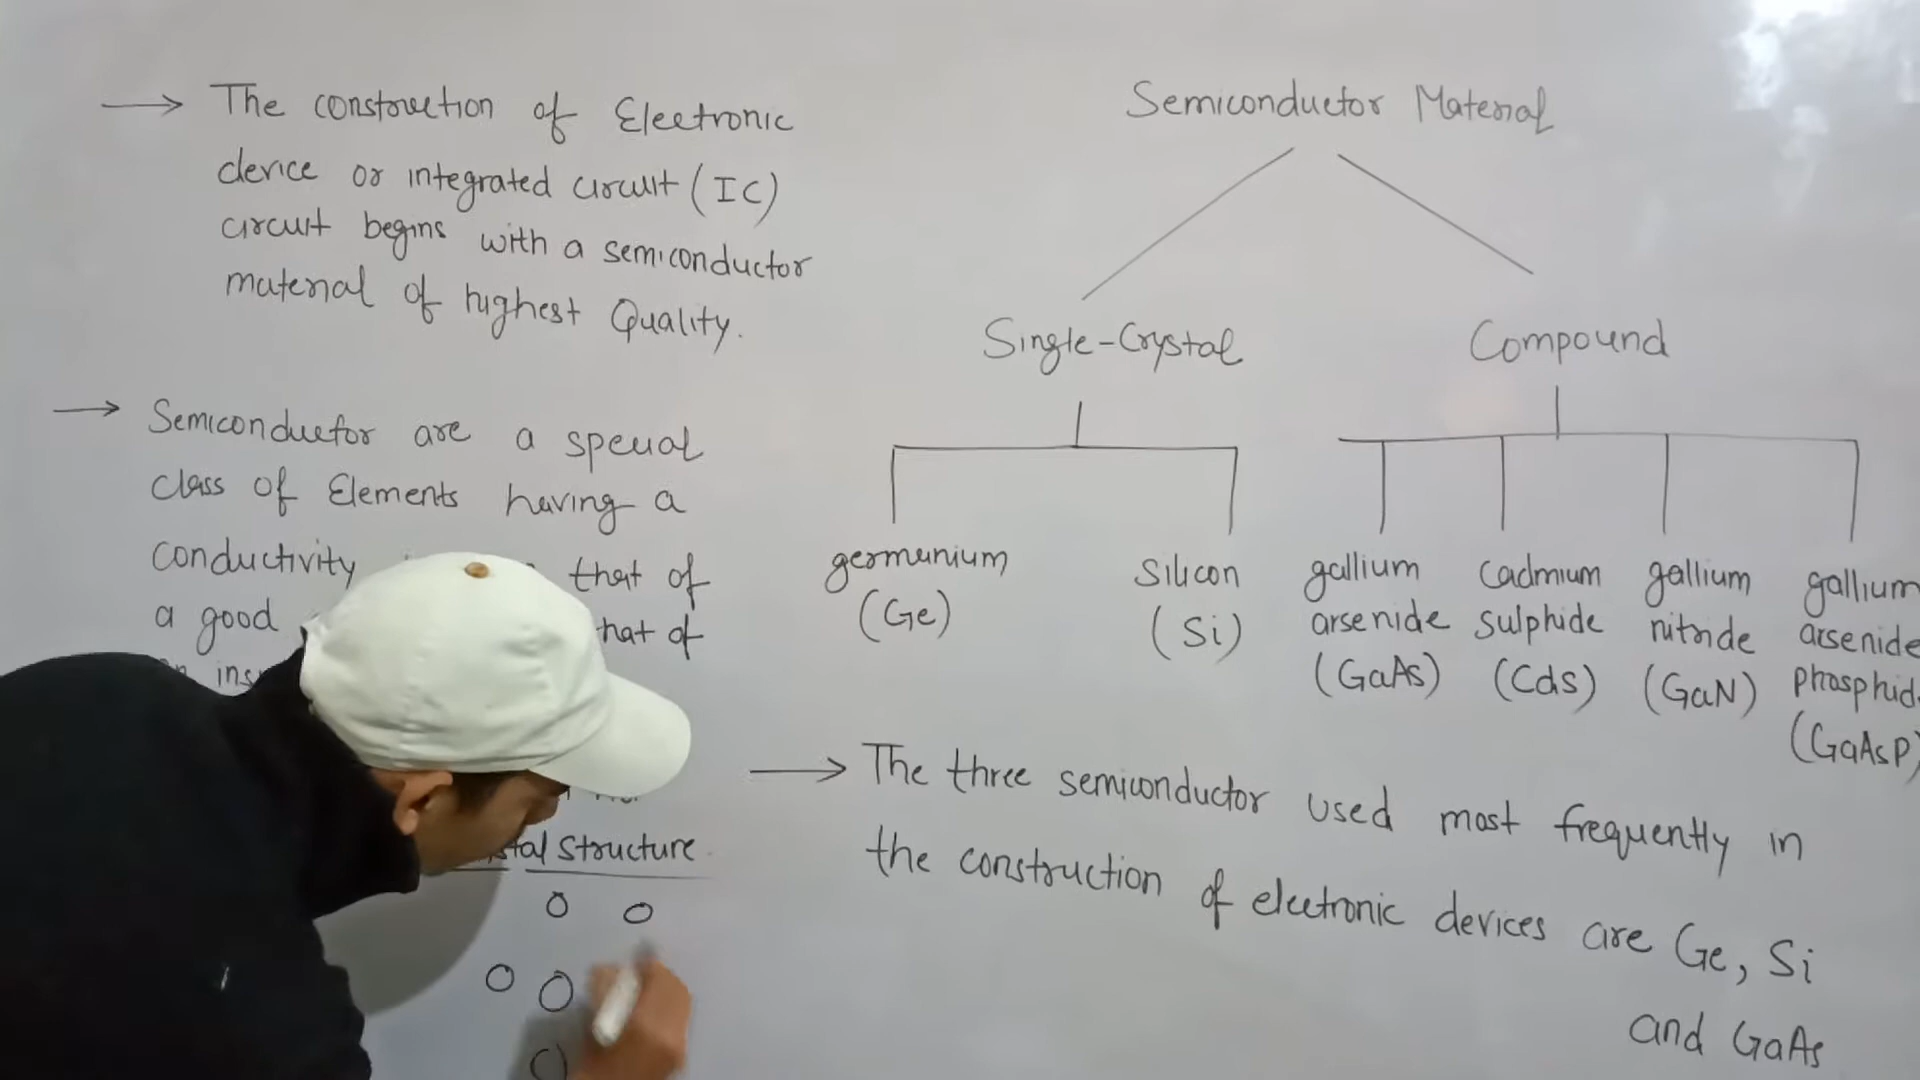 The construction of Electronic
device or integrated circuit (IC)
circuit begins with a semiconductor
material of highest Quality.
Semiconductor are a special
class of Elements having a
conductivity that of
a good that of
structure
Semiconductor Material
Single-Crystal
Compound
germanium
(Ge)
Silicon
(Si)
gallium
arsenide
(GaAs)
Cadmium
sulphide
(Cds)
gallium
nitride
(GaN)
gallium
arsenide
phosphid
(GaAsP)
The three semiconductor used most frequently in
the construction of electronic devices are Ge, Si
and GaAs